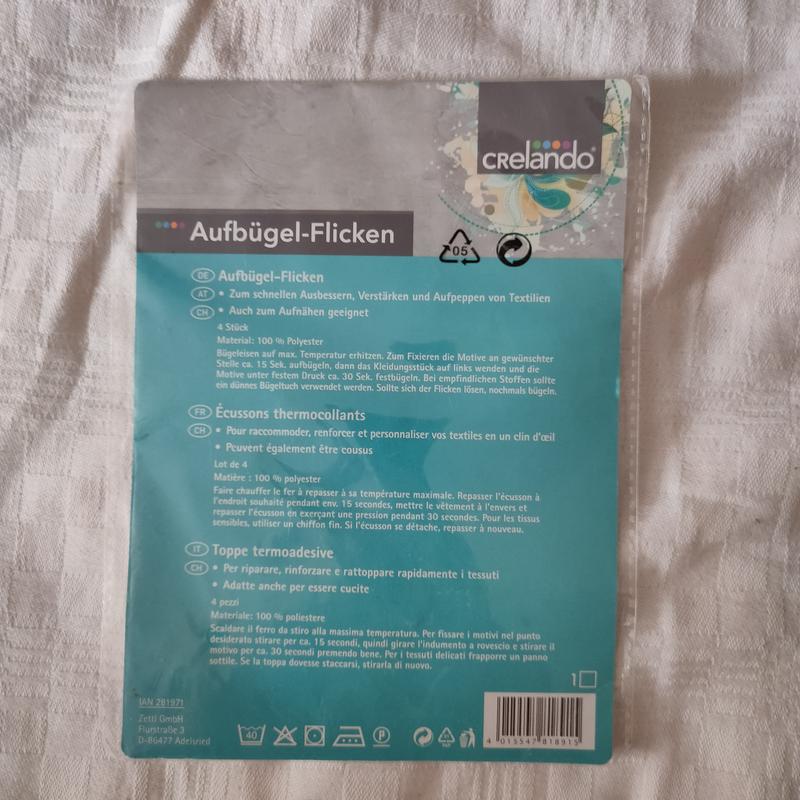 crelando
Aufbügel-Flicken
05
DE Aufbügel-Flicken
AT • Zum schnellen Ausbessern, Verstärken und Aufpeppen von Textilien
CH • Auch zum Aufnähen geeignet
4 Stück
Material: 100 % Polyester
Bügeleisen auf max. Temperatur erhitzen. Zum Fixieren die Motive an gewünschter
Stelle ca. 15 Sek. aufbügeln, dann das Kleidungsstück auf links wenden und die
Motive unter festem Druck ca. 30 Sek. festbügeln. Bei empfindlichen Stoffen sollte
ein dünnes Bügeltuch verwendet werden. Sollte sich der Flicken lösen, nochmals bügeln.
FR Écussons thermocollants
CH • Pour raccommoder, renforcer et personnaliser vos textiles en un clin d'œil
• Peuvent également être cousus
Lot de 4
Matière : 100 % polyester
Faire chauffer le fer à repasser à sa température maximale. Repasser l'écusson à
l'endroit souhaité pendant env. 15 secondes, mettre le vêtement à l'envers et
repasser l'écusson en exerçant une pression pendant 30 secondes. Pour les tissus
sensibles, utiliser un chiffon fin. Si l'écusson se détache, repasser à nouveau.
IT Toppe termoadesive
CH • Per riparare, rinforzare e rattoppare rapidamente i tessuti
• Adatte anche per essere cucite
4 pezzi
Materiale: 100 % poliestere
Scaldare il ferro da stiro alla massima temperatura. Per fissare i motivi nel punto
desiderato stirare per ca. 15 secondi, quindi girare l'indumento a rovescio e stirare il
motivo per ca. 30 secondi premendo bene. Per i tessuti delicati frapporre un panno
sottile. Se la toppa dovesse staccarsi, stirarla di nuovo.
1
IAN 281971
Zettl GmbH
Flurstraße 3
D-86477 Adelsried
40
P
4 015547 818915